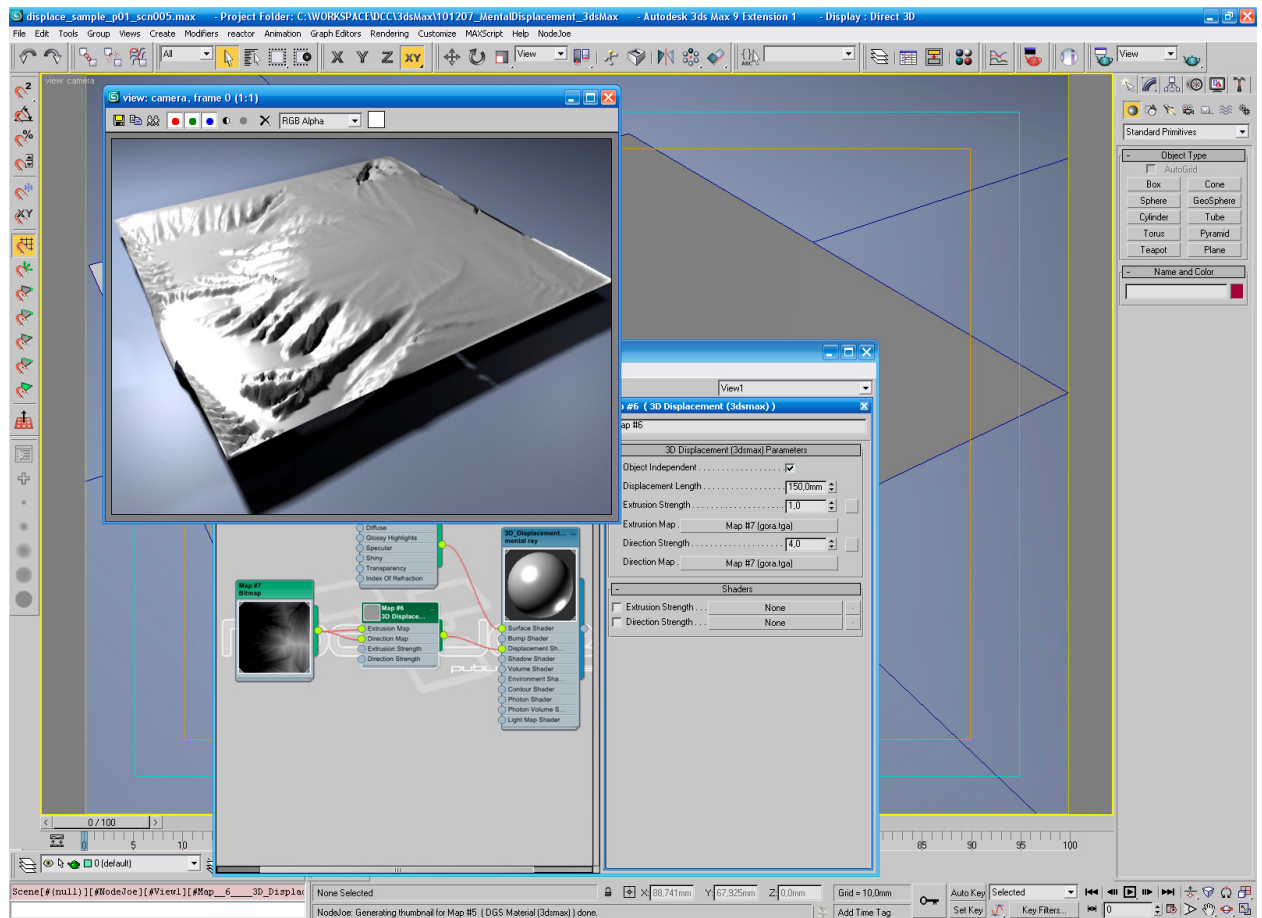 displace_sample_p01_scn005.max - Project Folder: C:\WORKSPACE\DCC\3dsMax\101207_MentalDisplacement_3dsMax - Autodesk 3ds Max 9 Extension 1 - Display : Direct 3D
File Edit Tools Group Views Create Modifiers reactor Animation Graph Editors Rendering Customize MAXScript Help NodeJoe
All X Y Z XY View View
view: camera
view: camera, frame 0 (1:1)
RGB Alpha
Standard Primitives
- Object Type
AutoGrid
Box Cone
Sphere GeoSphere
Cylinder Tube
Torus Pyramid
Teapot Plane
- Name and Color
View1
#6 ( 3D Displacement (3dsmax) )
ap #6
3D Displacement (3dsmax) Parameters
Object Independent . . . . . . . . . . . . . . . . . . .
Displacement Length . . . . . . . . . . . . . . . . . . 150,0mm
Extrusion Strength . . . . . . . . . . . . . . . . . . . . 1,0
Extrusion Map . Map #7 (gora.tga)
Direction Strength . . . . . . . . . . . . . . . . . . . . 4,0
Direction Map . . Map #7 (gora.tga)
- Shaders
Extrusion Strength . . . None
Direction Strength . . . None
Diffuse
Glossy Highlights
Specular
Shiny
Transparency
Index Of Refraction
Map #7
Bitmap
Map #6
3D Displace...
Extrusion Map
Direction Map
Extrusion Strength
Direction Strength
3D_Displacement...
mental ray
Surface Shader
Bump Shader
Displacement Sh...
Shadow Shader
Volume Shader
Environment Sha...
Contour Shader
Photon Shader
Photon Volume S...
Light Map Shader
0 / 100
0 5 10 85 90 95 100
0 (default)
Scene[#(null)][#NodeJoe][#View1][#Map__6____3D_Displac
None Selected X: 88,741mm Y: 67,925mm Z: 0,0mm Grid = 10,0mm
Auto Key Selected
NodeJoe: Generating thumbnail for Map #5 ( DGS Material (3dsmax) ) done. Add Time Tag
Set Key Key Filters... 0